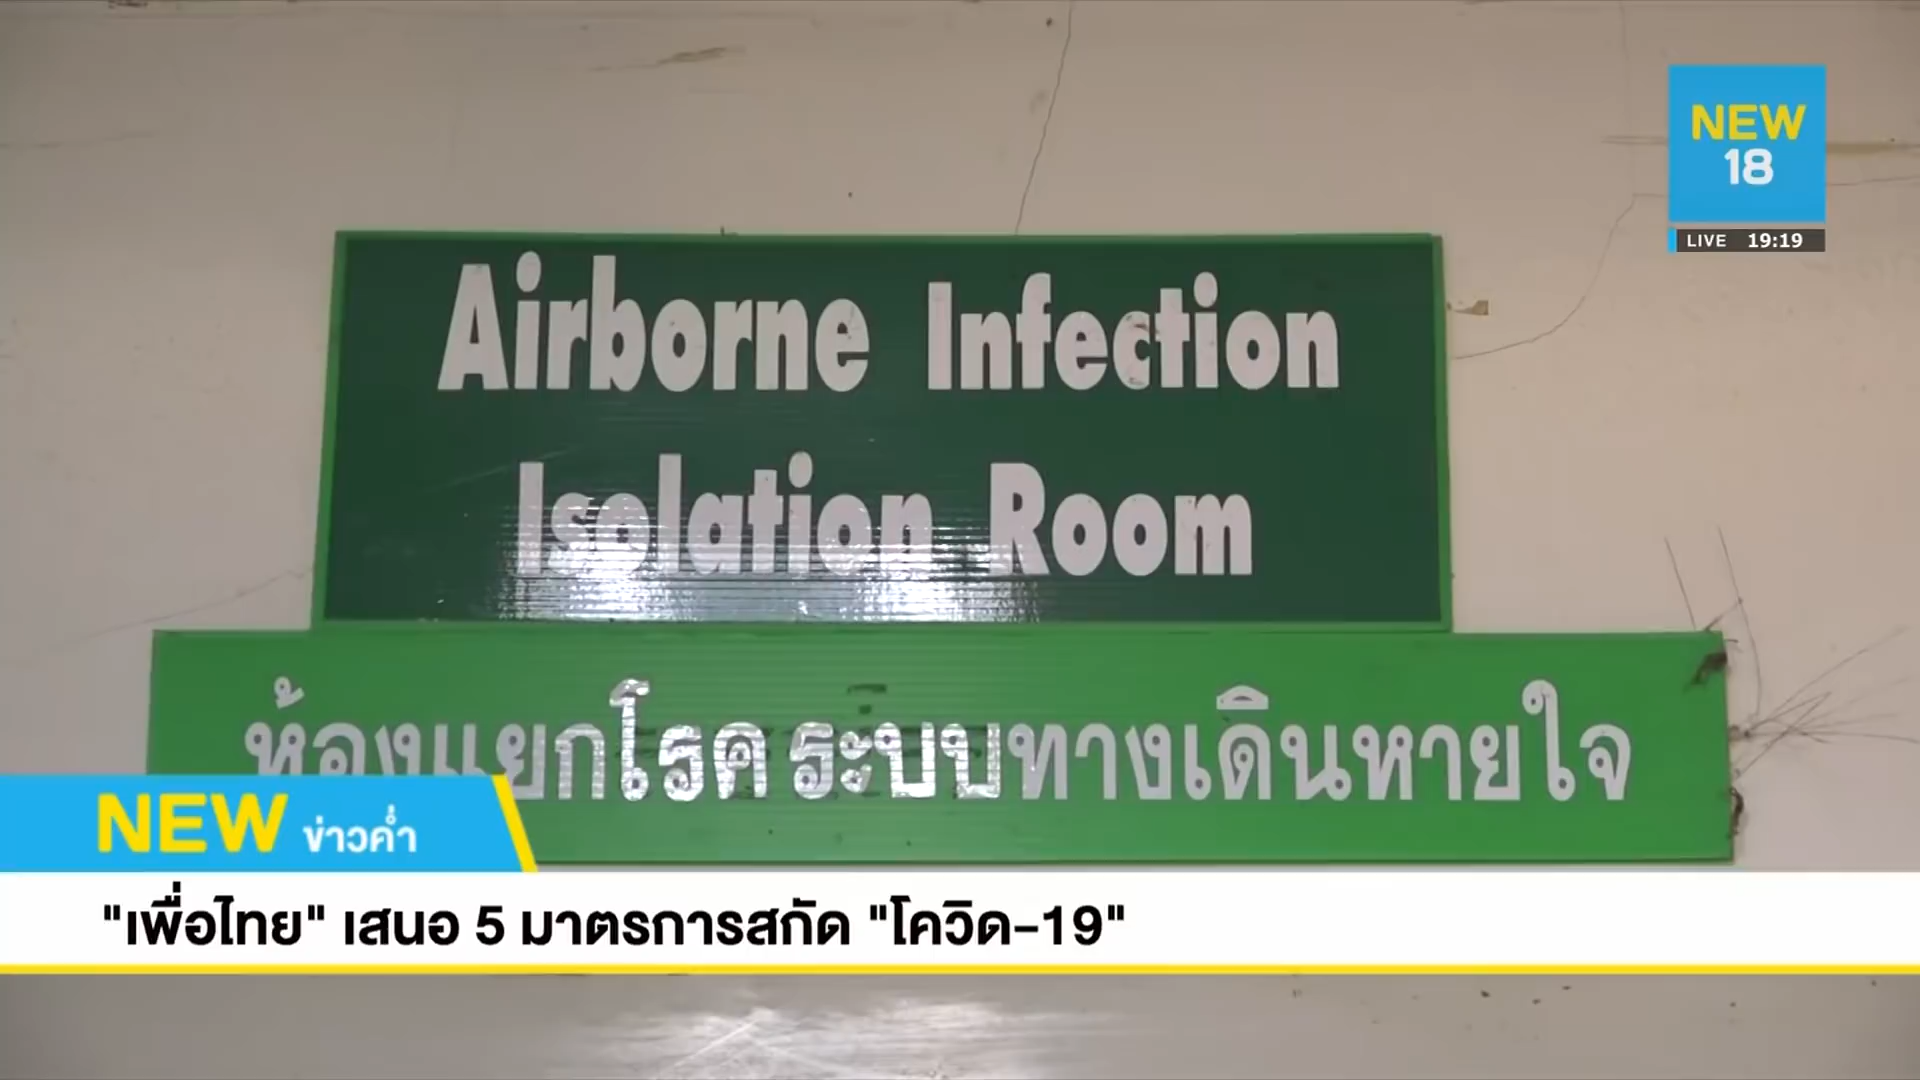 NEW
18
LIVE 19:19
Airborne Infection
Isolation Room
ห้องแยกโรค ระบบทางเดินหายใจ
NEW ข่าวค่ำ
"เพื่อไทย" เสนอ 5 มาตรการสกัด "โควิด-19"